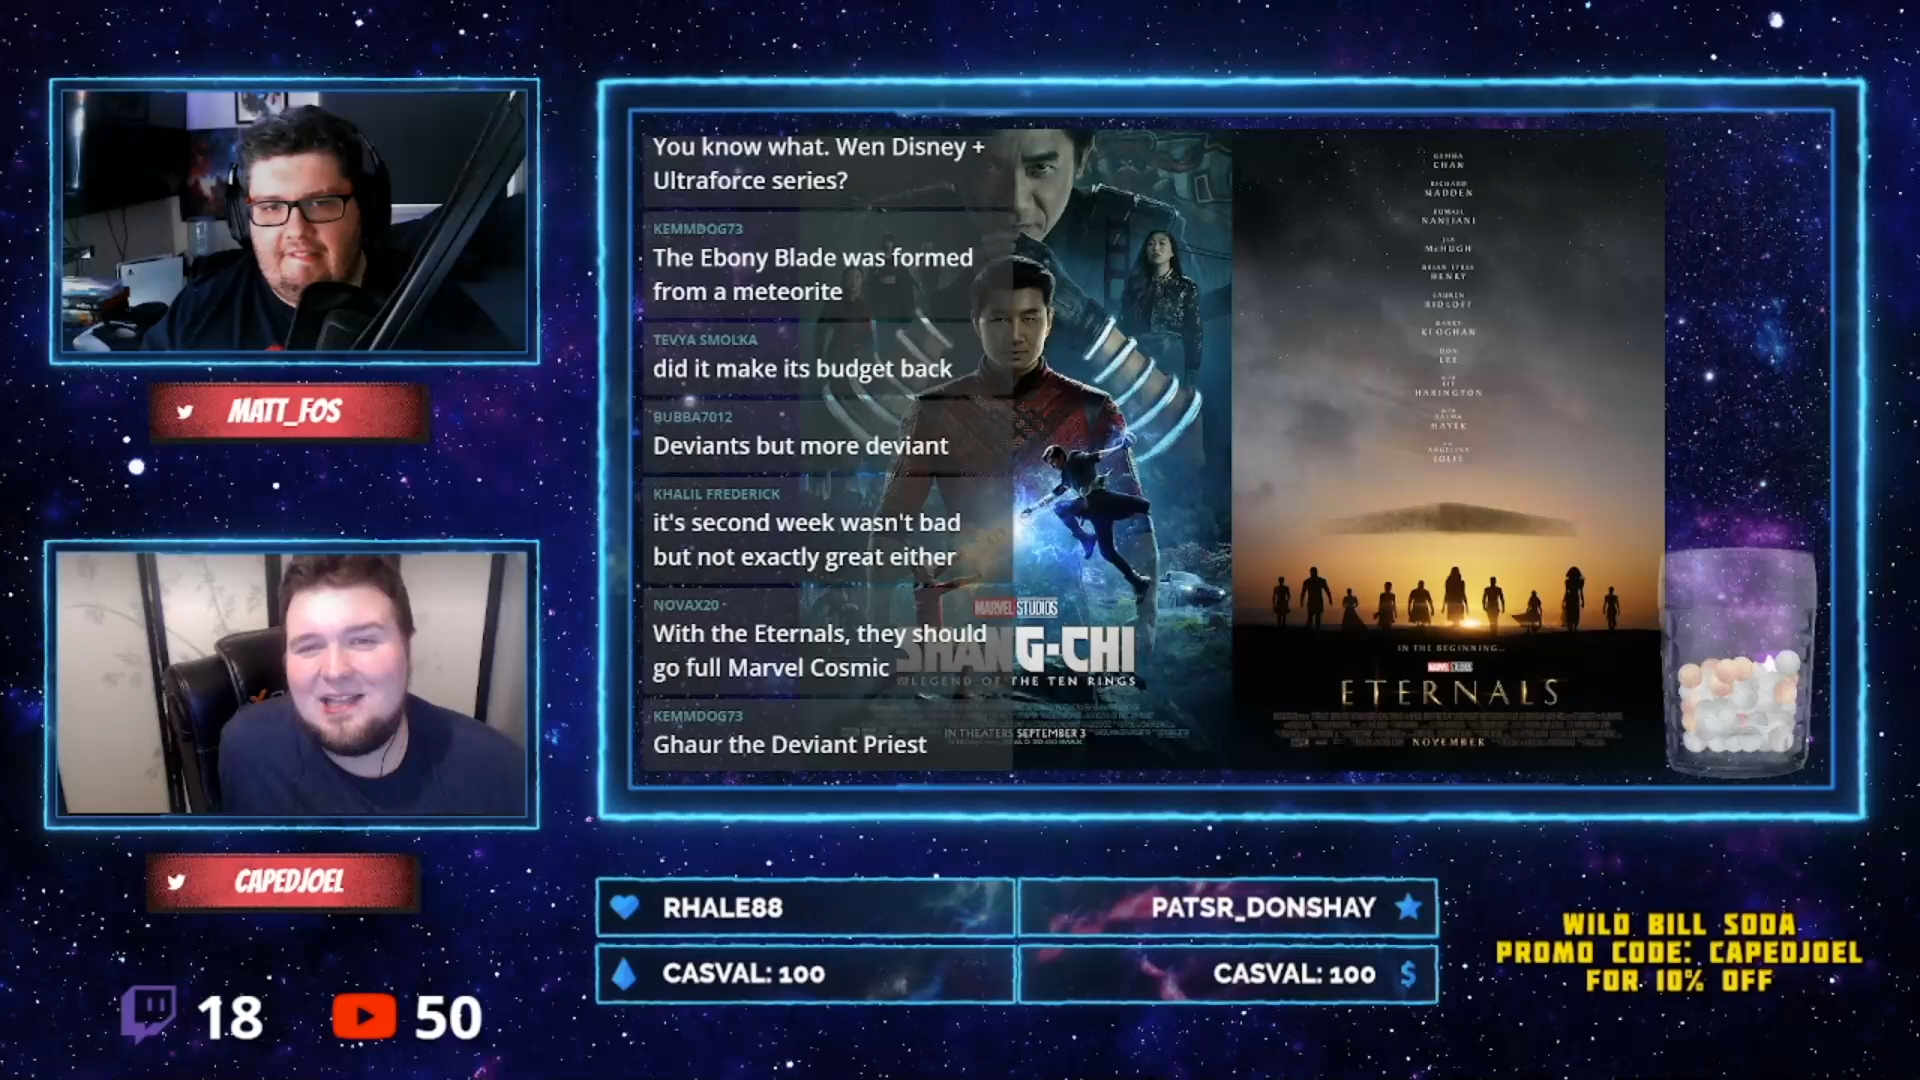 You know what. Wen Disney +
Ultraforce series?
KEMMDOG73
The Ebony Blade was formed
from a meteorite
TEVYA SMOLKA
did it make its budget back
BUBBA7012
Deviants but more deviant
KHALIL FREDERICK
it's second week wasn't bad
but not exactly great either
NOVAX20
With the Eternals, they should
go full Marvel Cosmic
KEMMDOG73
Ghaur the Deviant Priest
MARVEL STUDIOS
SHANG-CHI
LEGEND OF THE TEN RINGS
IN THEATERS SEPTEMBER 3
GEMMA
CHAN
RICHARD
MADDEN
KUMAIL
NANJIANI
LIA
McHUGH
BRIAN TYREE
HENRY
LAUREN
RIDLOFF
BARRY
KEOGHAN
DON
LEE
WITH
KIT
HARINGTON
WITH
SALMA
HAYEK
ANGELINA
JOLIE
IN THE BEGINNING...
MARVEL STUDIOS
ETERNALS
NOVEMBER
MATT_FOS
CAPEDJOEL
RHALE88
PATSR_DONSHAY
CASVAL: 100
CASVAL: 100 $
WILD BILL SODA
PROMO CODE: CAPEDJOEL
FOR 10% OFF
18
50